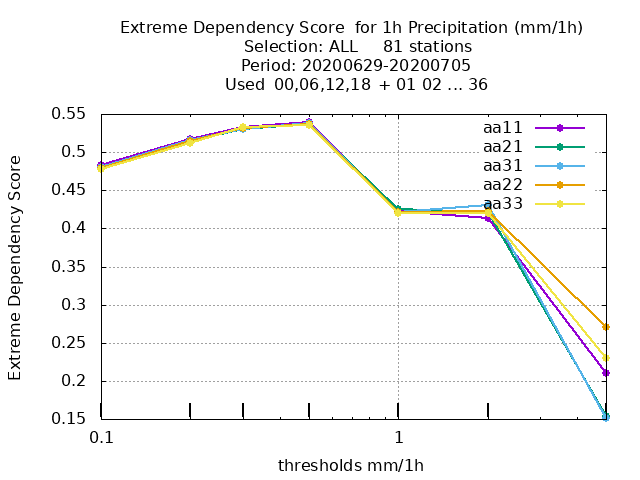 Extreme Dependency Score  for 1h Precipitation (mm/1h)
Selection: ALL     81 stations
Period: 20200629-20200705
Used  00,06,12,18 + 01 02 ... 36
Extreme Dependency Score
0.55
0.5
0.45
0.4
0.35
0.3
0.25
0.2
0.15
aa11
aa21
aa31
aa22
aa33
0.1
1
thresholds mm/1h